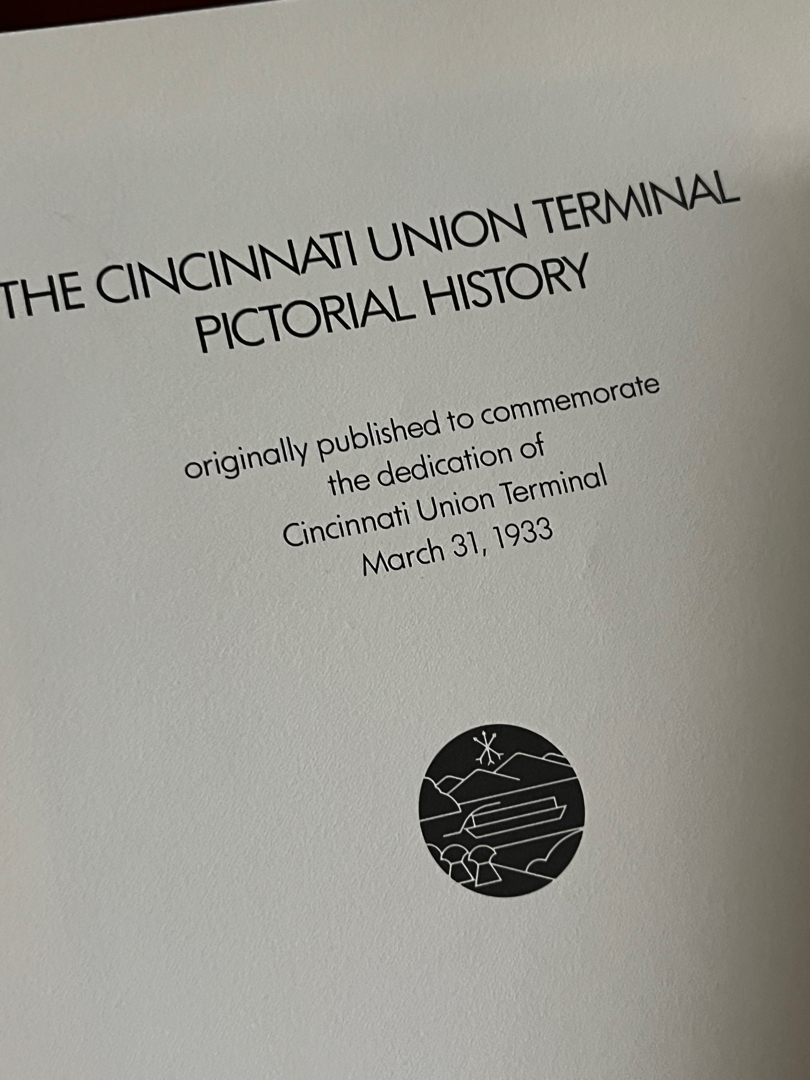 THE CINCINNATI UNION TERMINAL
PICTORIAL HISTORY
originally published to commemorate
the dedication of
Cincinnati Union Terminal
March 31, 1933